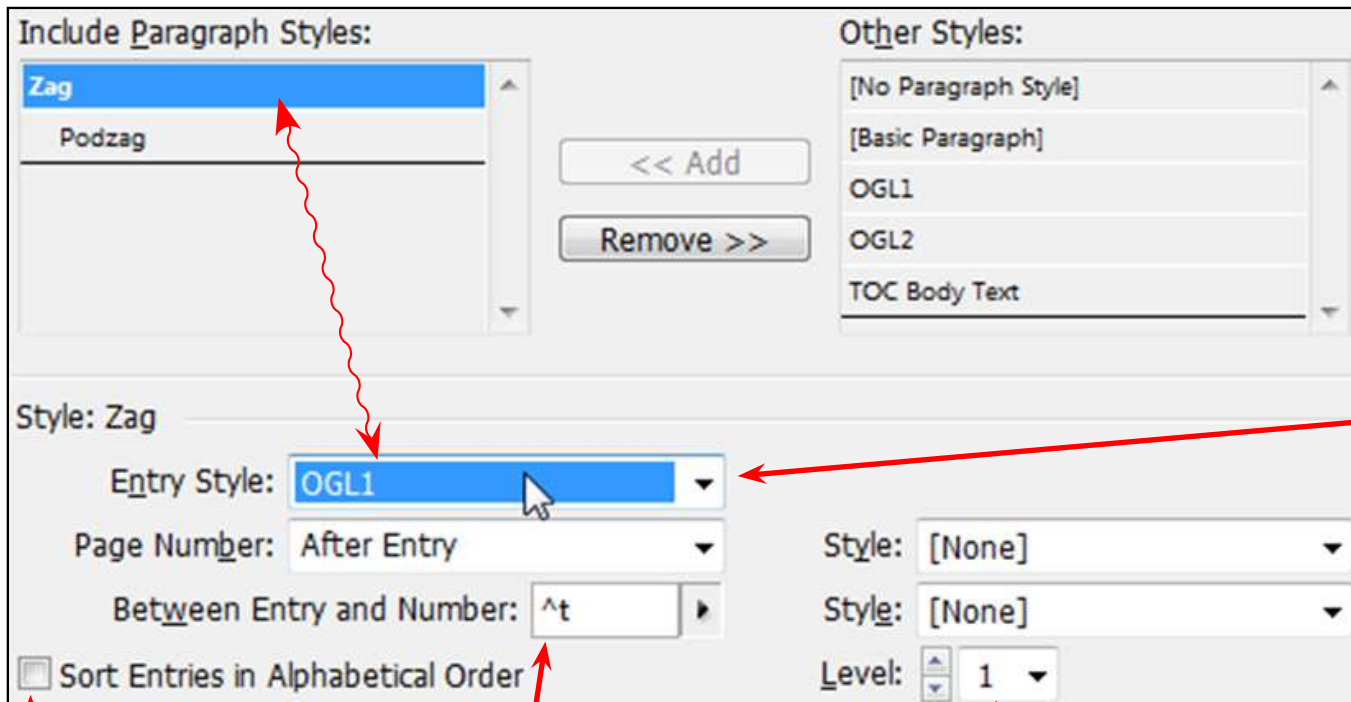 Include Paragraph Styles:
Other Styles:
Zag
Podzag
<< Add
Remove >>
[No Paragraph Style]
[Basic Paragraph]
OGL1
OGL2
TOC Body Text
Style: Zag
Entry Style: OGL1
Page Number: After Entry
Style: [None]
Between Entry and Number: ^t
Style: [None]
Sort Entries in Alphabetical Order
Level: 1